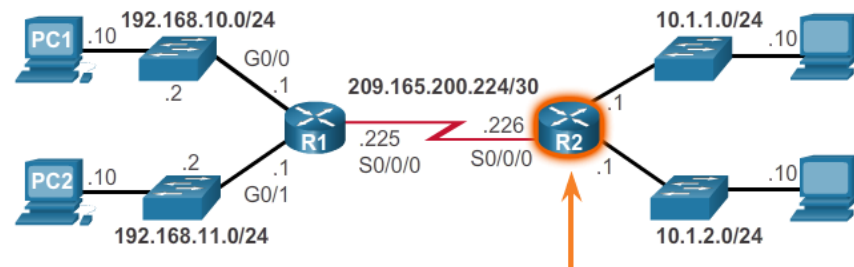 192.168.10.0/24
PC1
.10
G0/0
.2
.1
209.165.200.224/30
R1
.225
S0/0/0
.226
S0/0/0
R2
10.1.1.0/24
.10
.1
PC2
.10
.2
.1
G0/1
192.168.11.0/24
.1
.10
10.1.2.0/24